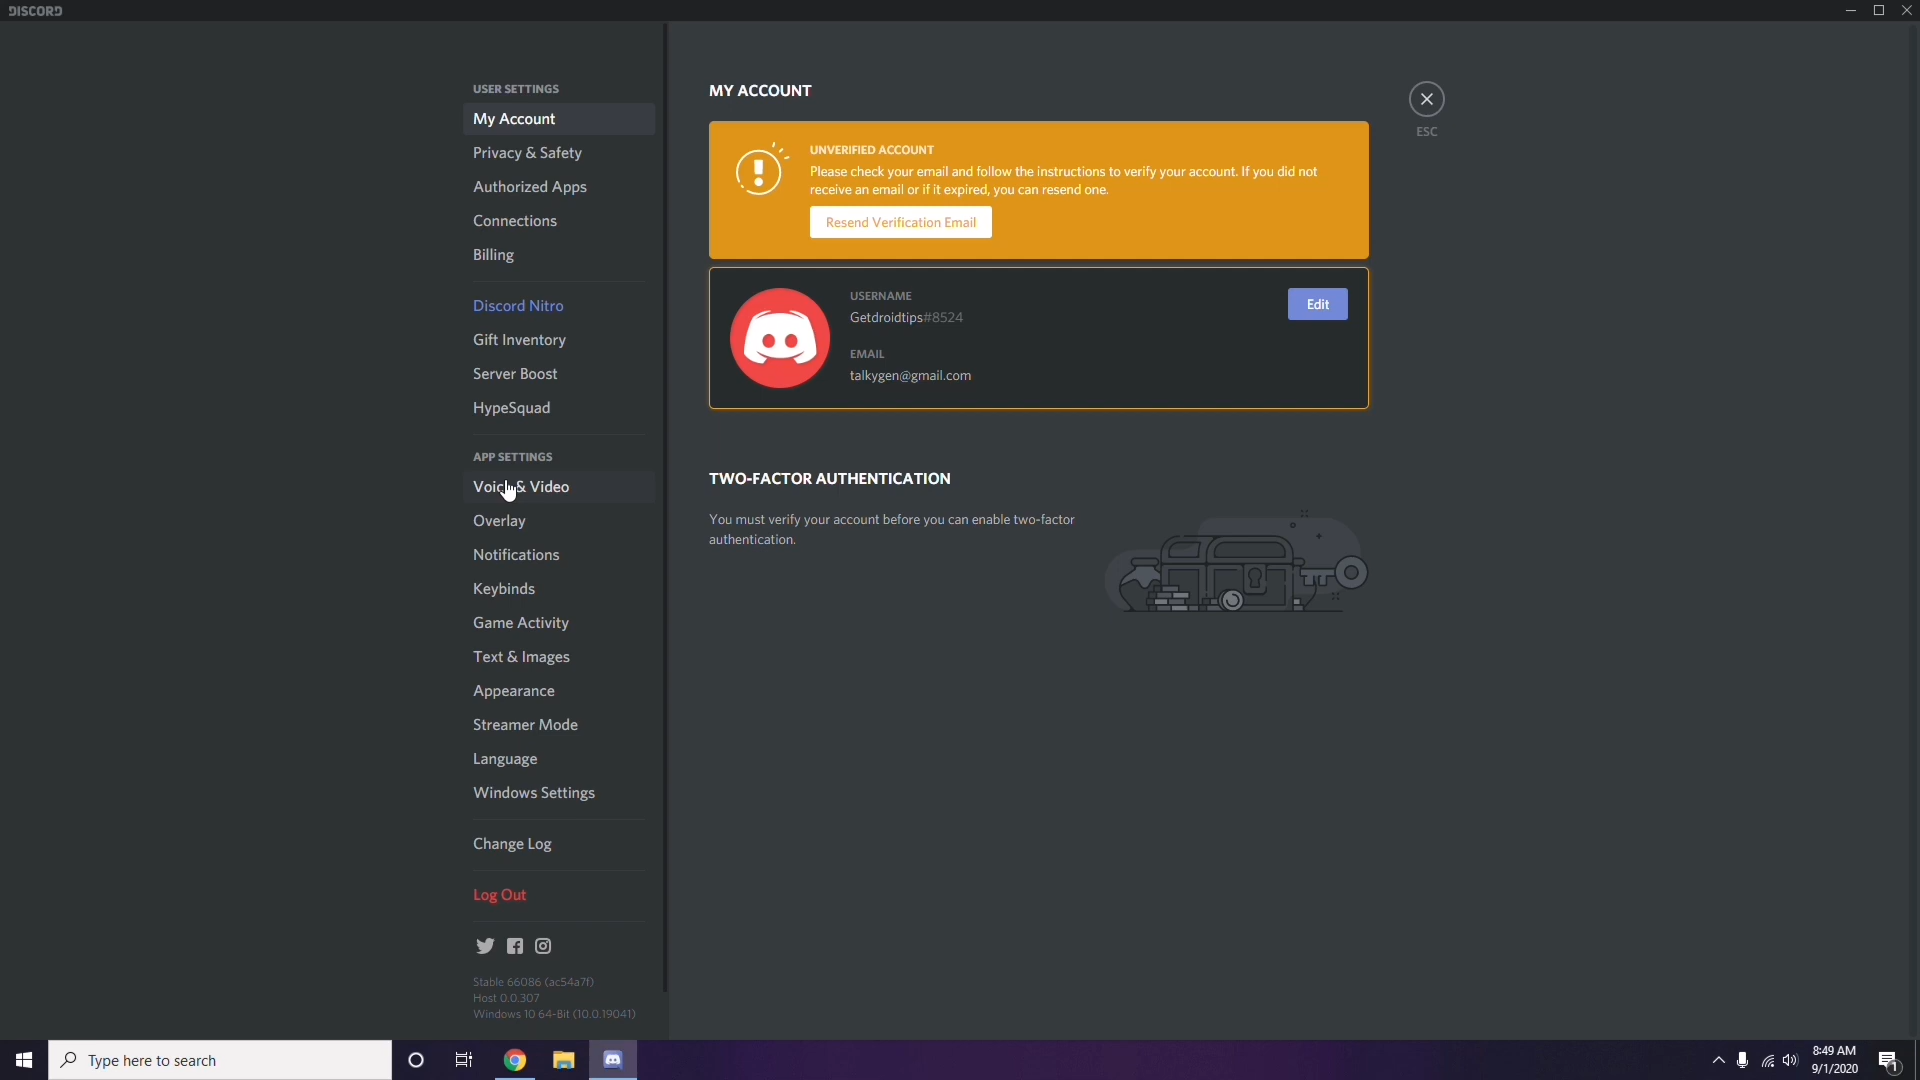 DISCORD
USER SETTINGS
My Account
Privacy & Safety
Authorized Apps
Connections
Billing
Discord Nitro
Gift Inventory
Server Boost
HypeSquad
APP SETTINGS
Voice & Video
Overlay
Notifications
Keybinds
Game Activity
Text & Images
Appearance
Streamer Mode
Language
Windows Settings
Change Log
Log Out
Stable 66086 (ac54a7f)
Host 0.0.307
Windows 10 64-Bit (10.0.19041)
MY ACCOUNT
ESC
UNVERIFIED ACCOUNT
Please check your email and follow the instructions to verify your account. If you did not
receive an email or if it expired, you can resend one.
Resend Verification Email
USERNAME
Getdroidtips#8524
Edit
EMAIL
talkygen@gmail.com
TWO-FACTOR AUTHENTICATION
You must verify your account before you can enable two-factor
authentication.
Type here to search
8:49 AM
9/1/2020
1